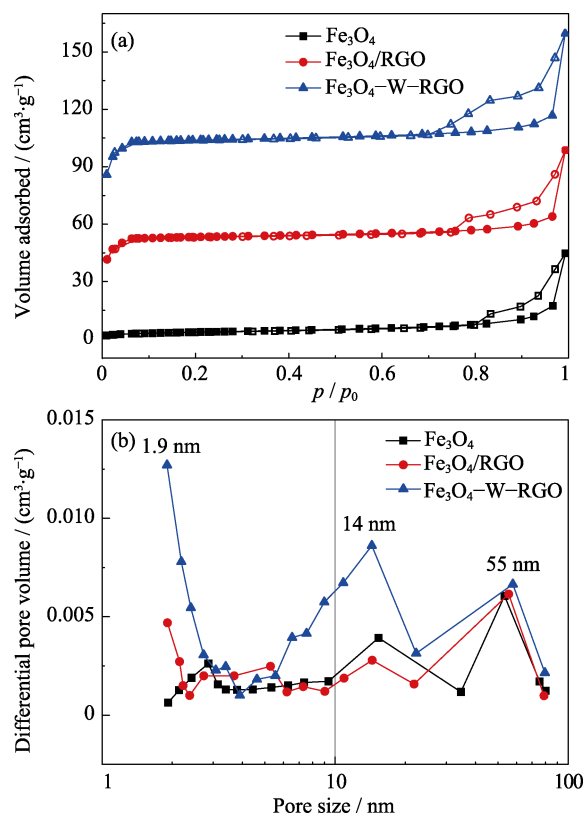 (a)
Fe₃O₄
Fe₃O₄/RGO
Fe₃O₄−W−RGO
Volume adsorbed / (cm³·g⁻¹)
150
120
90
60
30
0
0
0.2
0.4
0.6
0.8
1
p / p₀
(b)
Fe₃O₄
Fe₃O₄/RGO
Fe₃O₄−W−RGO
1.9 nm
14 nm
55 nm
Differential pore volume / (cm³·g⁻¹)
0.015
0.010
0.005
0
1
10
100
Pore size / nm